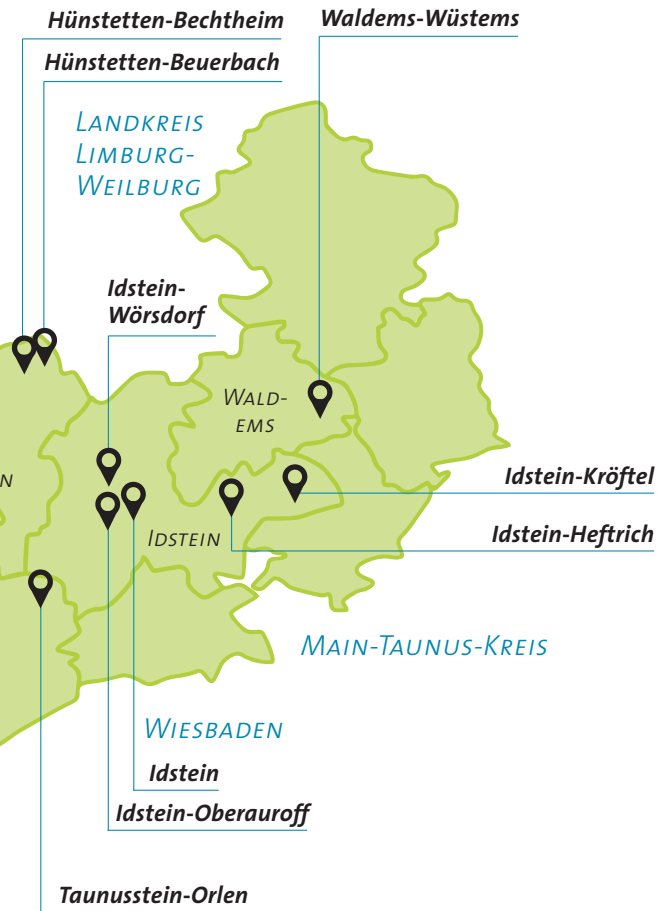 Hünstetten-Bechtheim
Waldems-Wüstems
Hünstetten-Beuerbach
LANDKREIS
LIMBURG-
WEILBURG
Idstein-
Wörsdorf
WALD-
EMS
N
Idstein-Kröftel
IDSTEIN
Idstein-Heftrich
MAIN-TAUNUS-KREIS
WIESBADEN
Idstein
Idstein-Oberauroff
Taunusstein-Orlen